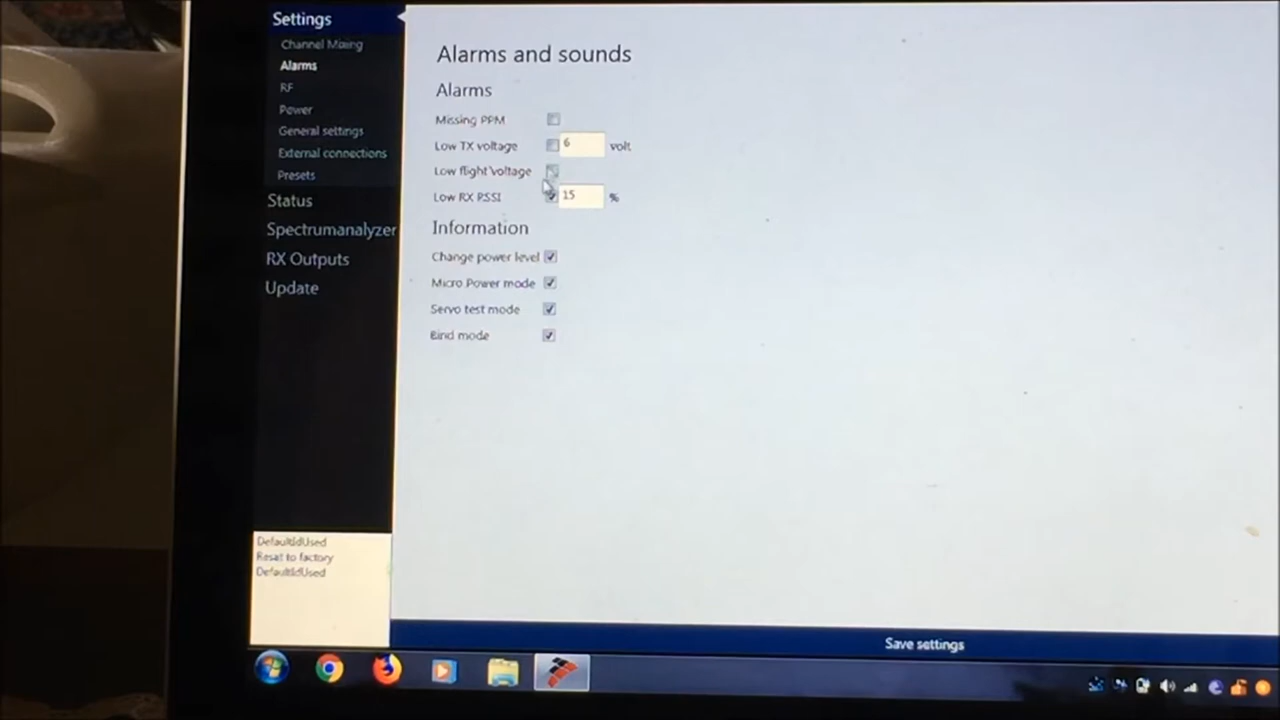 Settings
Channel Mixing
Alarms
RF
Power
General settings
External connections
Presets
Status
Spectrumanalyzer
RX Outputs
Update
Alarms and sounds
Alarms
Missing PPM
Low TX voltage 6 volt
Low flight voltage
Low RX RSSI 15 %
Information
Change power level
Micro Power mode
Servo test mode
Bind mode
DefaultIdUsed
Reset to factory
DefaultIdUsed
Save settings